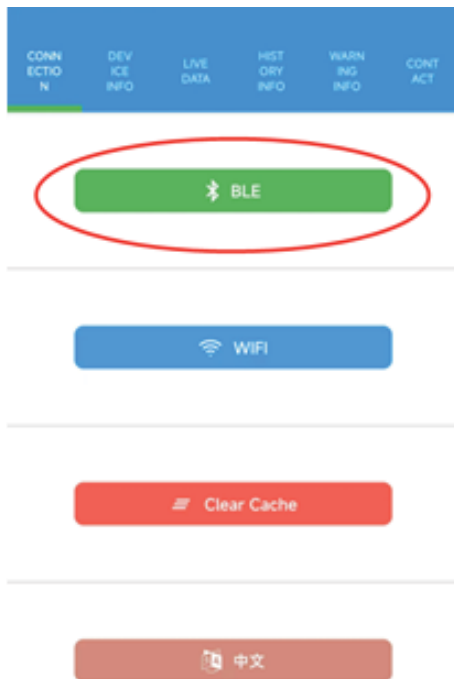 CONN
ECTIO
N
DEV
ICE
INFO
LIVE
DATA
HIST
ORY
INFO
WARN
ING
INFO
CONT
ACT
BLE
WIFI
Clear Cache
中文